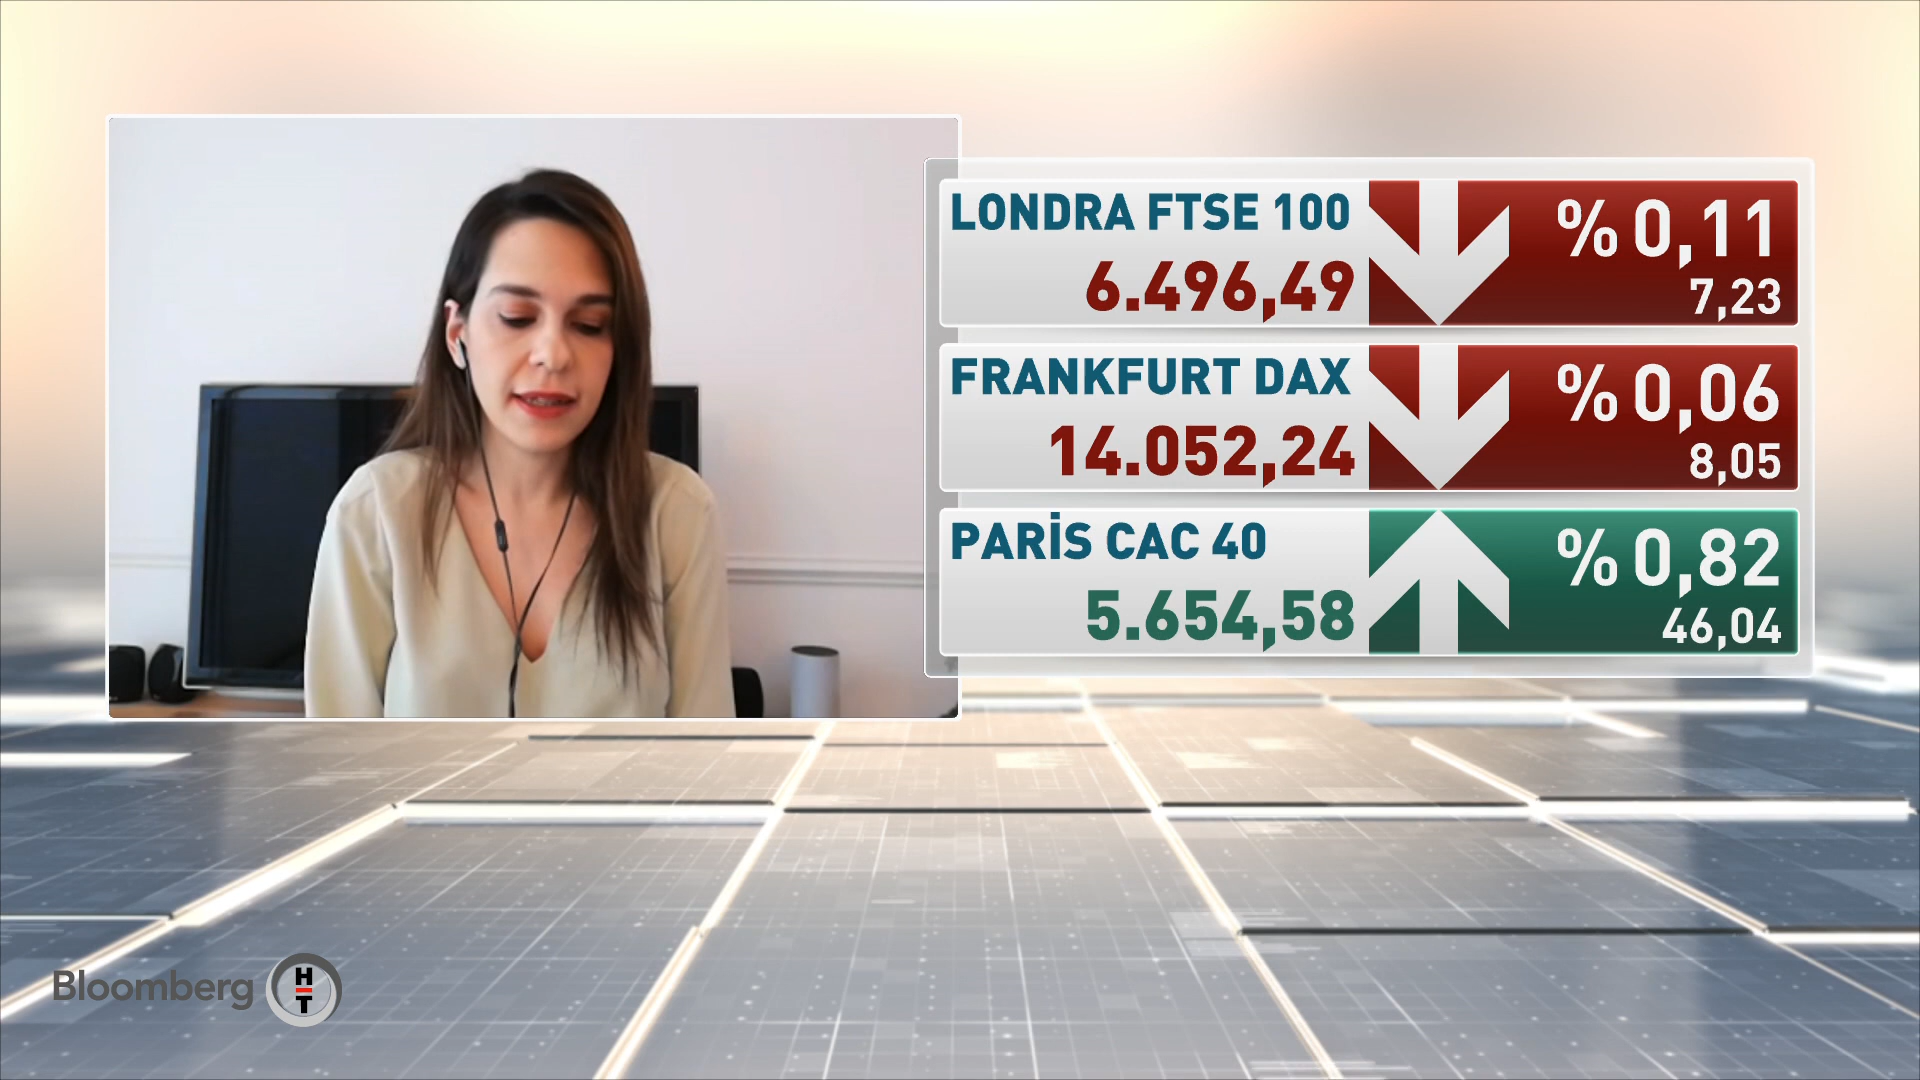 LONDRA FTSE 100
6.496,49
% 0,11
7,23
FRANKFURT DAX
14.052,24
% 0,06
8,05
PARİS CAC 40
5.654,58
% 0,82
46,04
Bloomberg HT